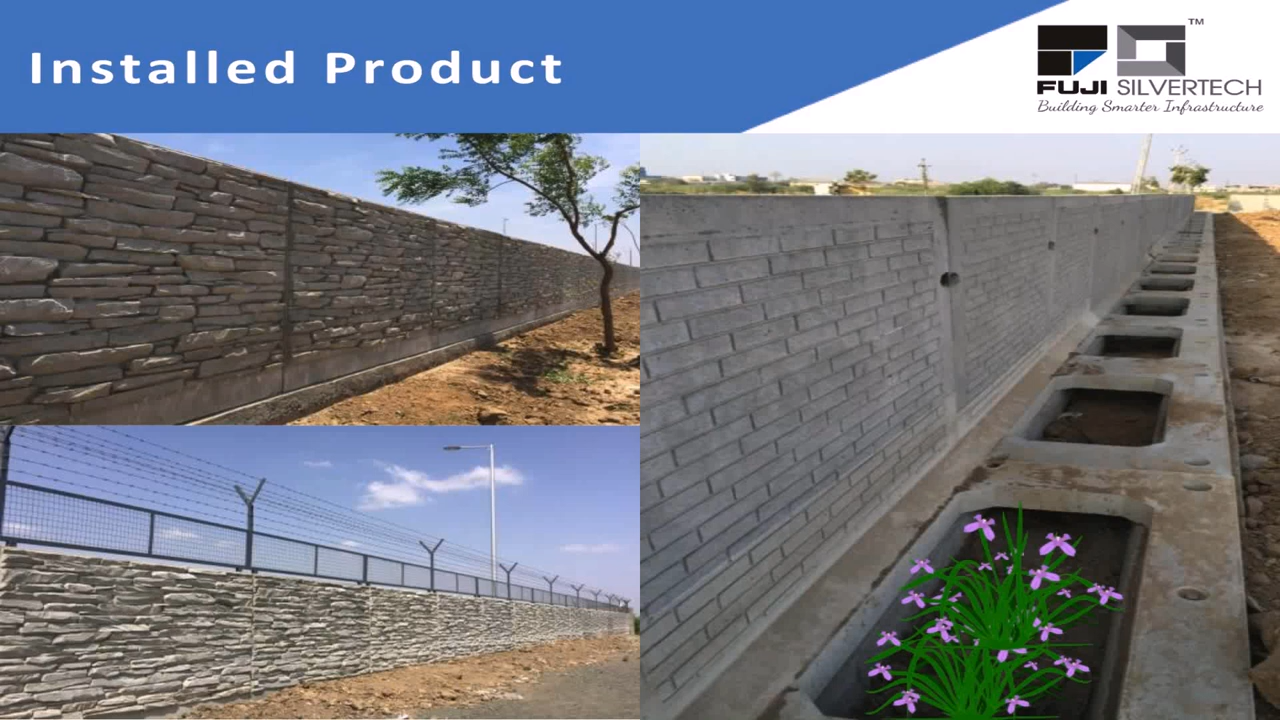 Installed Product
TM
FUJI SILVERTECH
Building Smarter Infrastructure